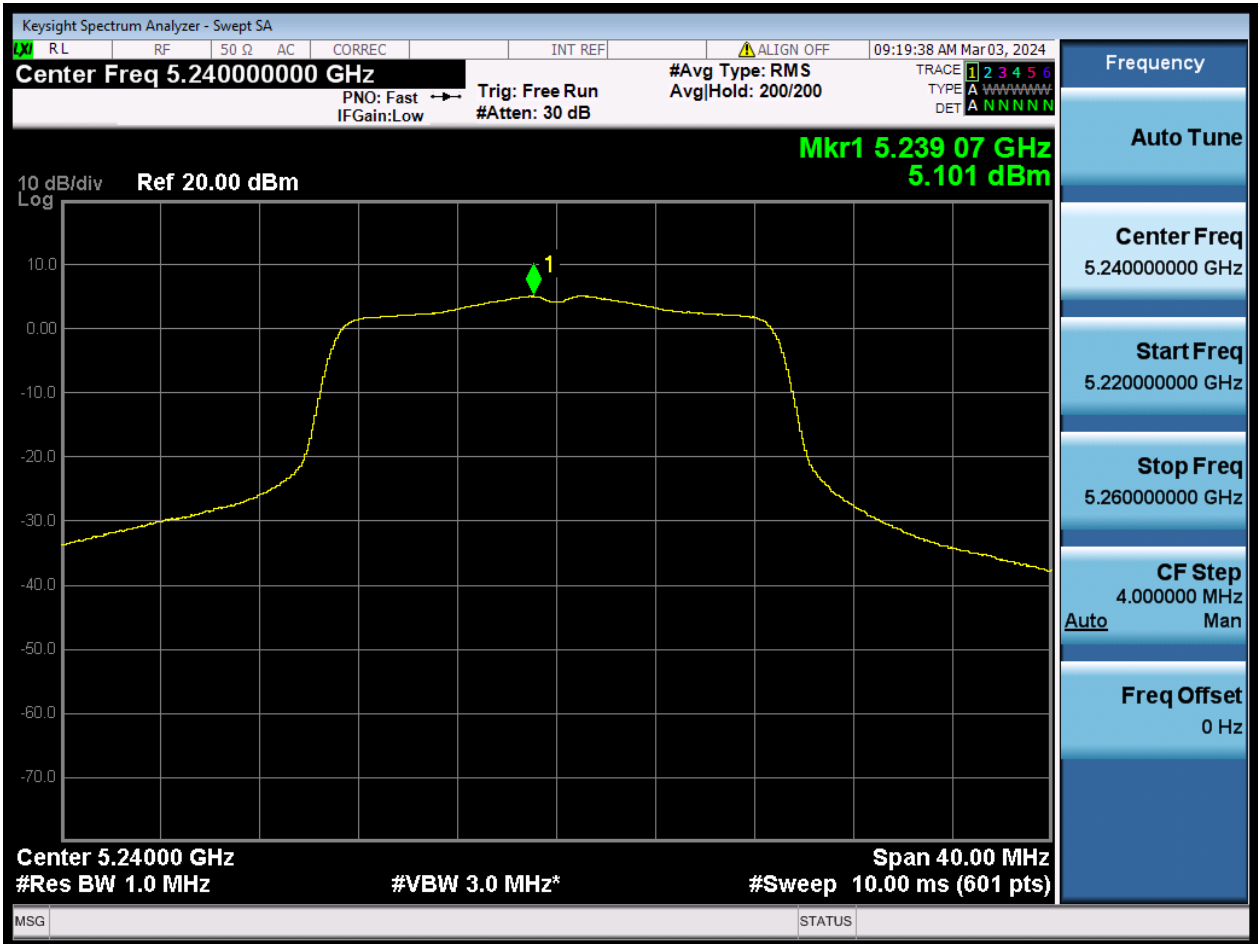 Keysight Spectrum Analyzer - Swept SA
LXI RL RF 50 Ω AC CORREC INT REF ALIGN OFF 09:19:38 AM Mar 03, 2024
Center Freq 5.240000000 GHz
PNO: Fast
IFGain:Low
Trig: Free Run
#Atten: 30 dB
#Avg Type: RMS
Avg|Hold: 200/200
TRACE 1 2 3 4 5 6
TYPE A WWWWW
DET A N N N N N
Mkr1 5.239 07 GHz
5.101 dBm
10 dB/div Ref 20.00 dBm
Log
1
10.0
0.00
-10.0
-20.0
-30.0
-40.0
-50.0
-60.0
-70.0
Center 5.24000 GHz Span 40.00 MHz
#Res BW 1.0 MHz #VBW 3.0 MHz* #Sweep 10.00 ms (601 pts)
MSG STATUS
Frequency
Auto Tune
Center Freq
5.240000000 GHz
Start Freq
5.220000000 GHz
Stop Freq
5.260000000 GHz
CF Step
4.000000 MHz
Auto Man
Freq Offset
0 Hz